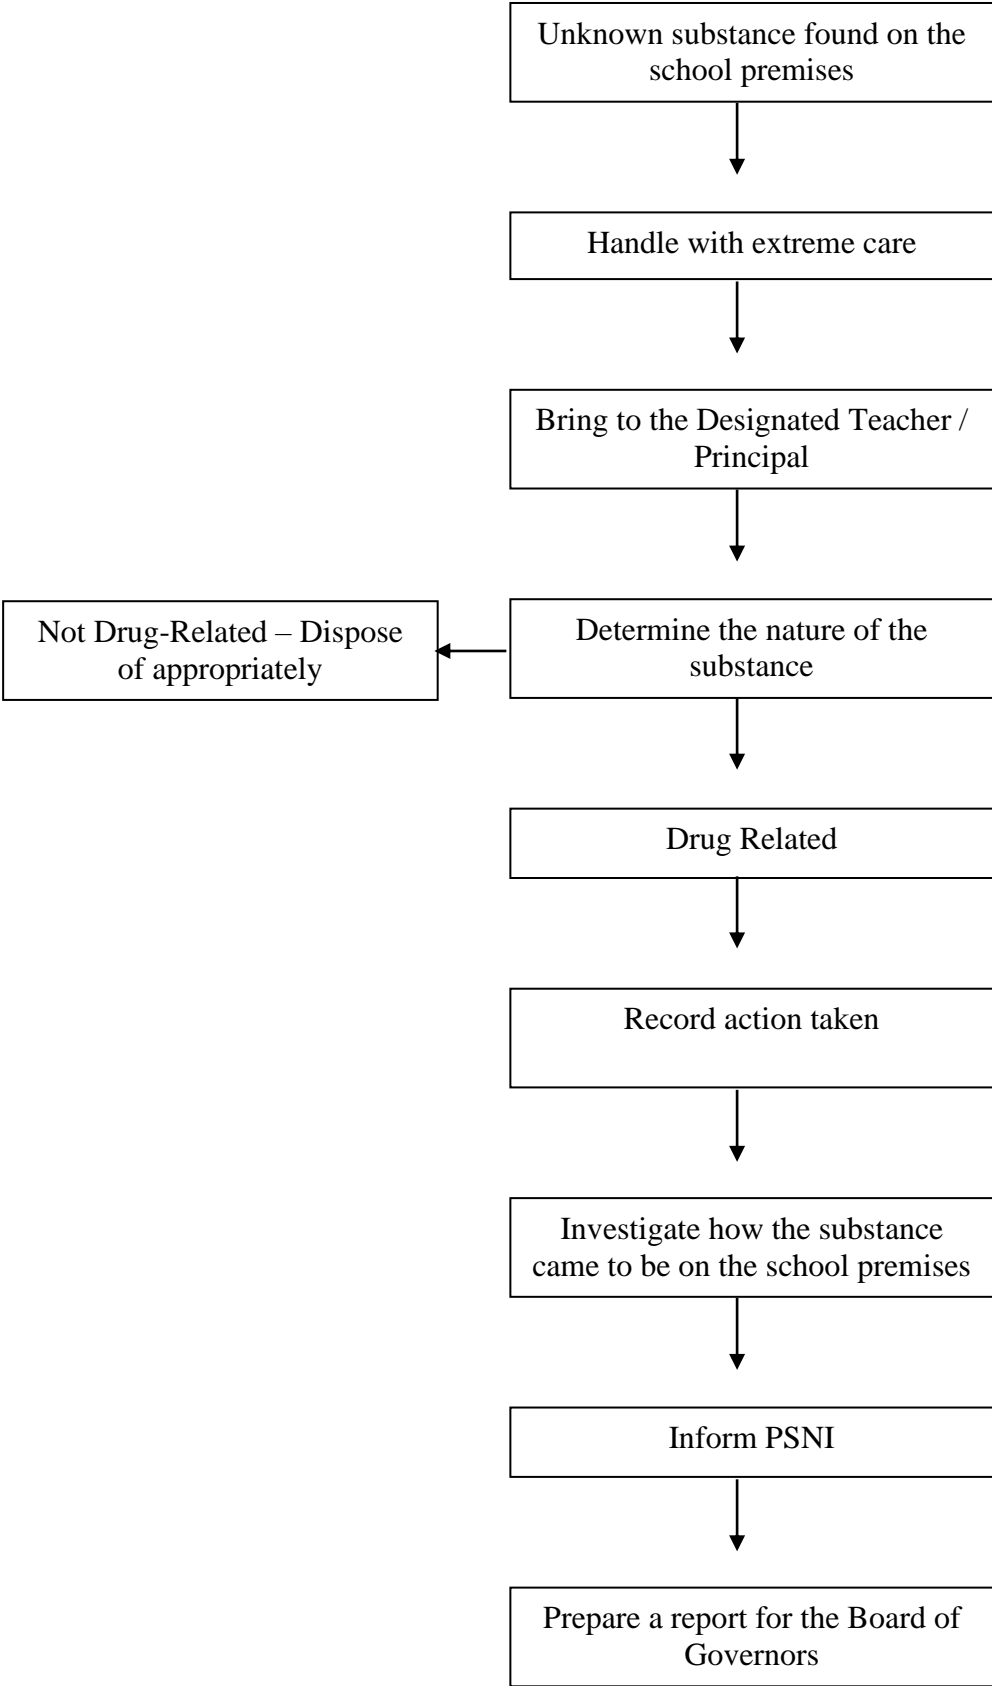 Unknown substance found on the
school premises
Handle with extreme care
Bring to the Designated Teacher /
Principal
Not Drug-Related – Dispose
of appropriately
Determine the nature of the
substance
Drug Related
Record action taken
Investigate how the substance
came to be on the school premises
Inform PSNI
Prepare a report for the Board of
Governors